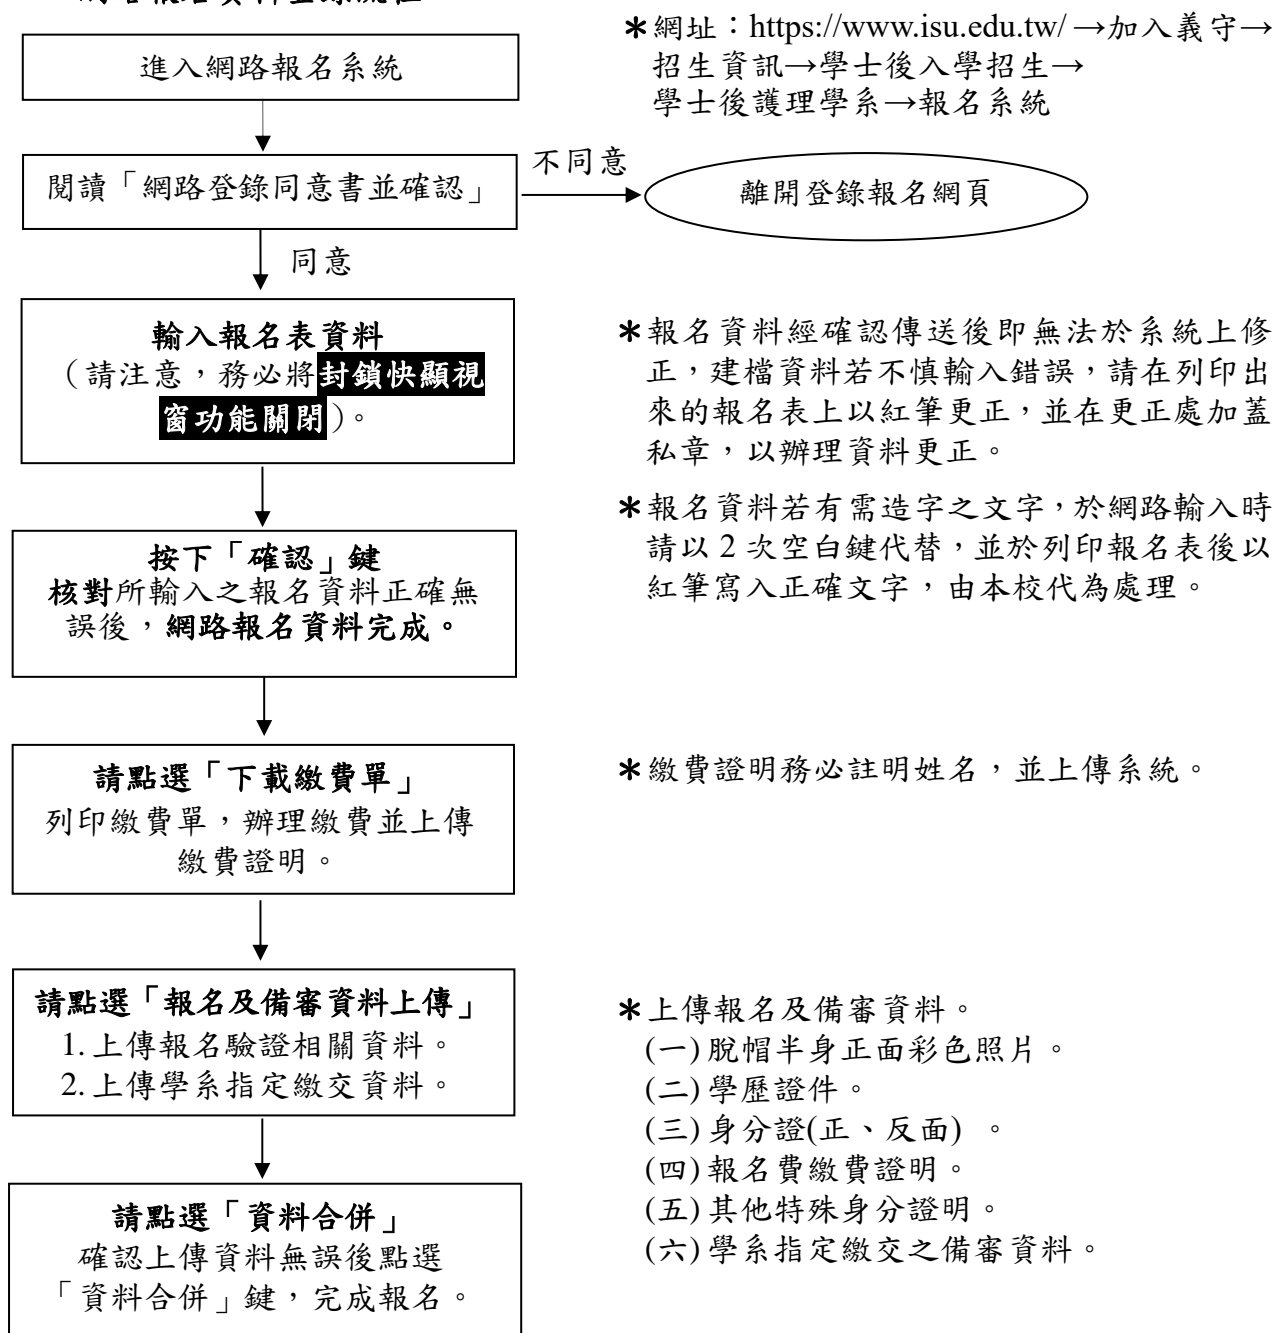 進入網路報名系統
＊網址：https://www.isu.edu.tw/→加入義守→
招生資訊→學士後入學招生→
學士後護理學系→報名系統
閱讀「網路登錄同意書並確認」
不同意
離開登錄報名網頁
同意
輸入報名表資料
（請注意，務必將封鎖快顯視
窗功能關閉）。
＊報名資料經確認傳送後即無法於系統上修
正，建檔資料若不慎輸入錯誤，請在列印出
來的報名表上以紅筆更正，並在更正處加蓋
私章，以辦理資料更正。
＊報名資料若有需造字之文字，於網路輸入時
請以 2 次空白鍵代替，並於列印報名表後以
紅筆寫入正確文字，由本校代為處理。
按下「確認」鍵
核對所輸入之報名資料正確無
誤後，網路報名資料完成。
請點選「下載繳費單」
列印繳費單，辦理繳費並上傳
繳費證明。
＊繳費證明務必註明姓名，並上傳系統。
請點選「報名及備審資料上傳」
1.上傳報名驗證相關資料。
2.上傳學系指定繳交資料。
＊上傳報名及備審資料。
(一)脫帽半身正面彩色照片。
(二)學歷證件。
(三)身分證(正、反面) 。
(四)報名費繳費證明。
(五)其他特殊身分證明。
(六)學系指定繳交之備審資料。
請點選「資料合併」
確認上傳資料無誤後點選
「資料合併」鍵，完成報名。